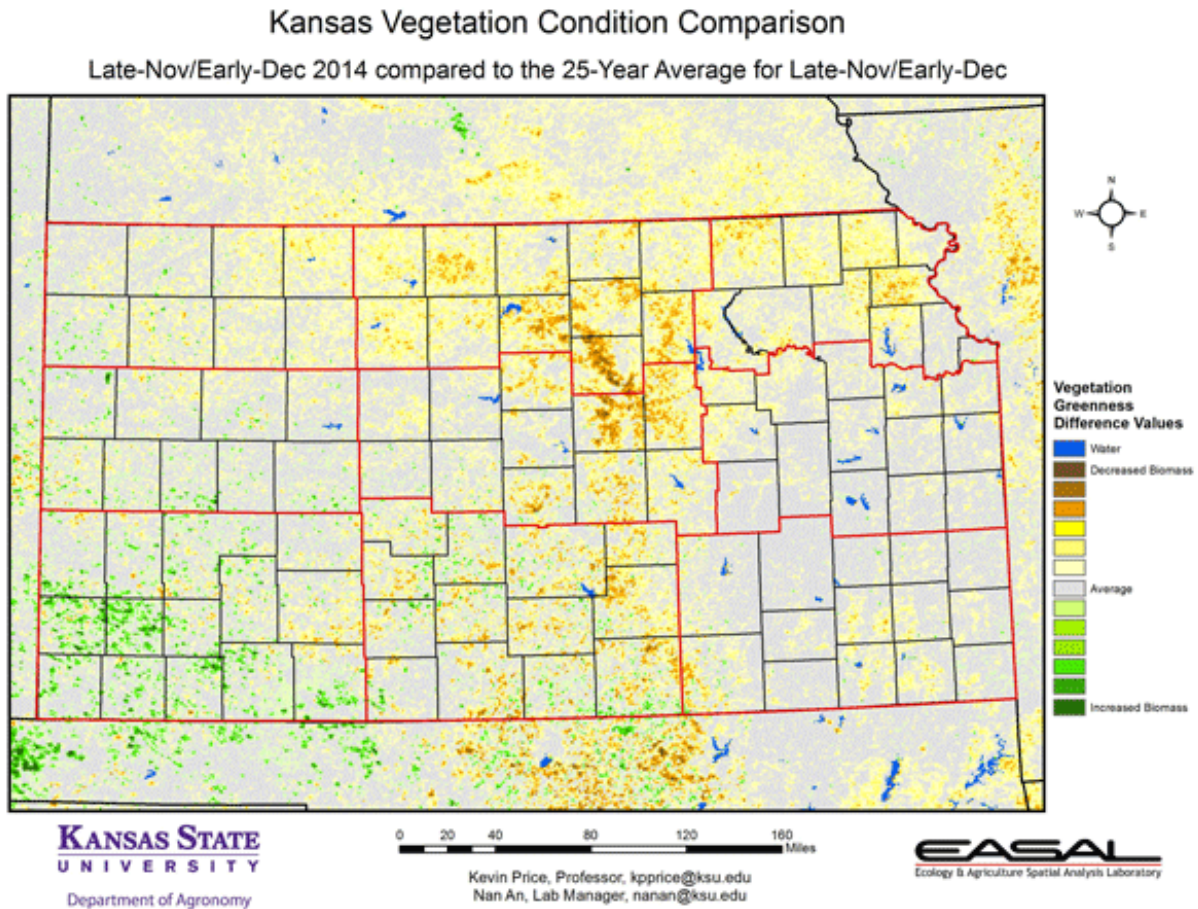 Kansas Vegetation Condition Comparison
Late-Nov/Early-Dec 2014 compared to the 25-Year Average for Late-Nov/Early-Dec
N
W E
S
Vegetation
Greenness
Difference Values
Water
Decreased Biomass
Average
Increased Biomass
KANSAS STATE
UNIVERSITY
Department of Agronomy
0 20 40 80 120 160
Miles
Kevin Price, Professor, kpprice@ksu.edu
Nan An, Lab Manager, nanan@ksu.edu
EASAL
Ecology & Agriculture Spatial Analysis Laboratory